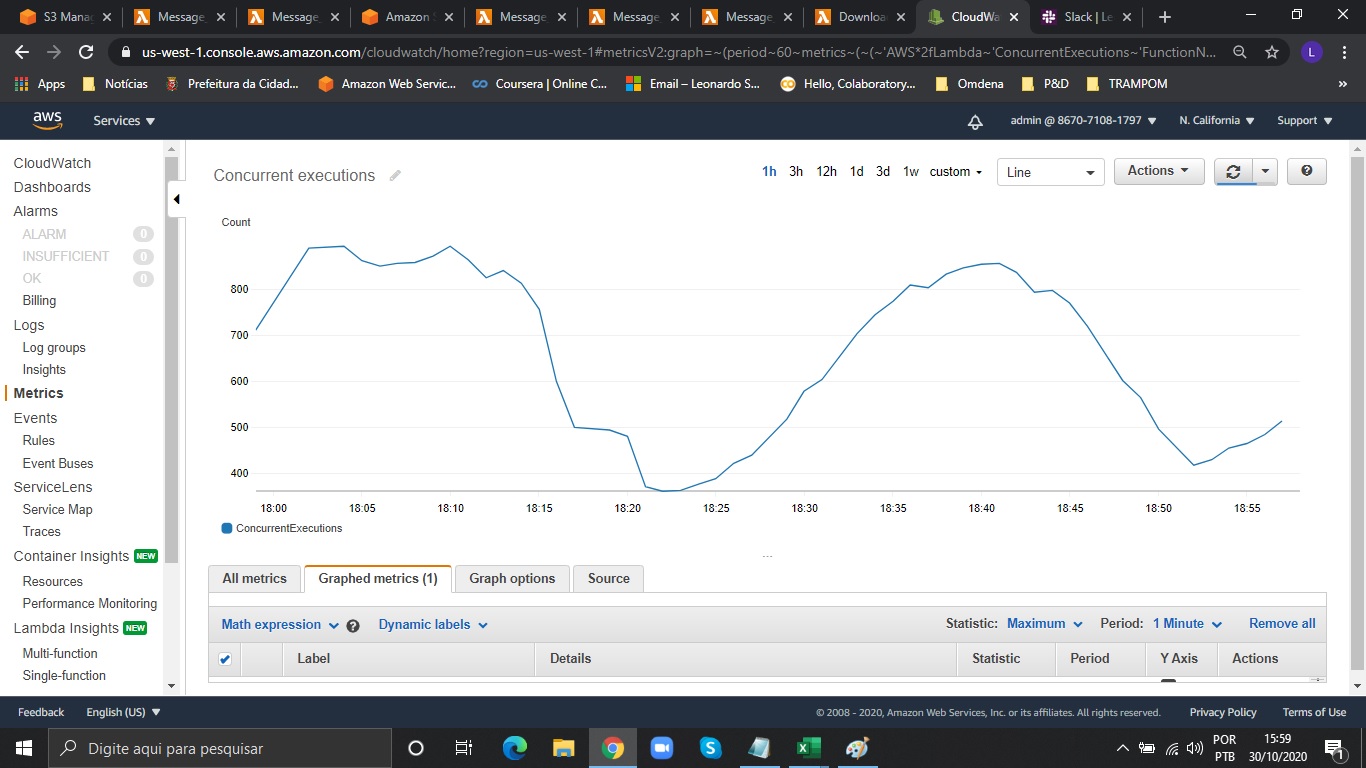 S3 Mana
Message
Message
Amazon S
Message
Message
Message
Downloa
CloudWa
Slack | Le
us-west-1.console.aws.amazon.com/cloudwatch/home?region=us-west-1#metricsV2:graph=~(period~60~metrics~(~(~'AWS*2fLambda~'ConcurrentExecutions~'FunctionN...
L
Apps
Notícias
Prefeitura da Cidad...
Amazon Web Servic...
Coursera | Online C...
Email – Leonardo S...
Hello, Colaboratory...
Omdena
P&D
TRAMPOM
»
aws
Services
admin @ 8670-7108-1797
N. California
Support
CloudWatch
Dashboards
Alarms
ALARM 0
INSUFFICIENT 0
OK 0
Billing
Logs
Log groups
Insights
Metrics
Events
Rules
Event Buses
ServiceLens
Service Map
Traces
Container Insights NEW
Resources
Performance Monitoring
Lambda Insights NEW
Multi-function
Single-function
Concurrent executions
1h 3h 12h 1d 3d 1w custom
Line
Actions
?
Count
800
700
600
500
400
18:00 18:05 18:10 18:15 18:20 18:25 18:30 18:35 18:40 18:45 18:50 18:55
ConcurrentExecutions
...
All metrics
Graphed metrics (1)
Graph options
Source
Math expression ?
Dynamic labels
Statistic: Maximum
Period: 1 Minute
Remove all
Label
Details
Statistic
Period
Y Axis
Actions
Feedback
English (US)
© 2008 - 2020, Amazon Web Services, Inc. or its affiliates. All rights reserved.
Privacy Policy
Terms of Use
Digite aqui para pesquisar
POR
PTB
15:59
30/10/2020
1